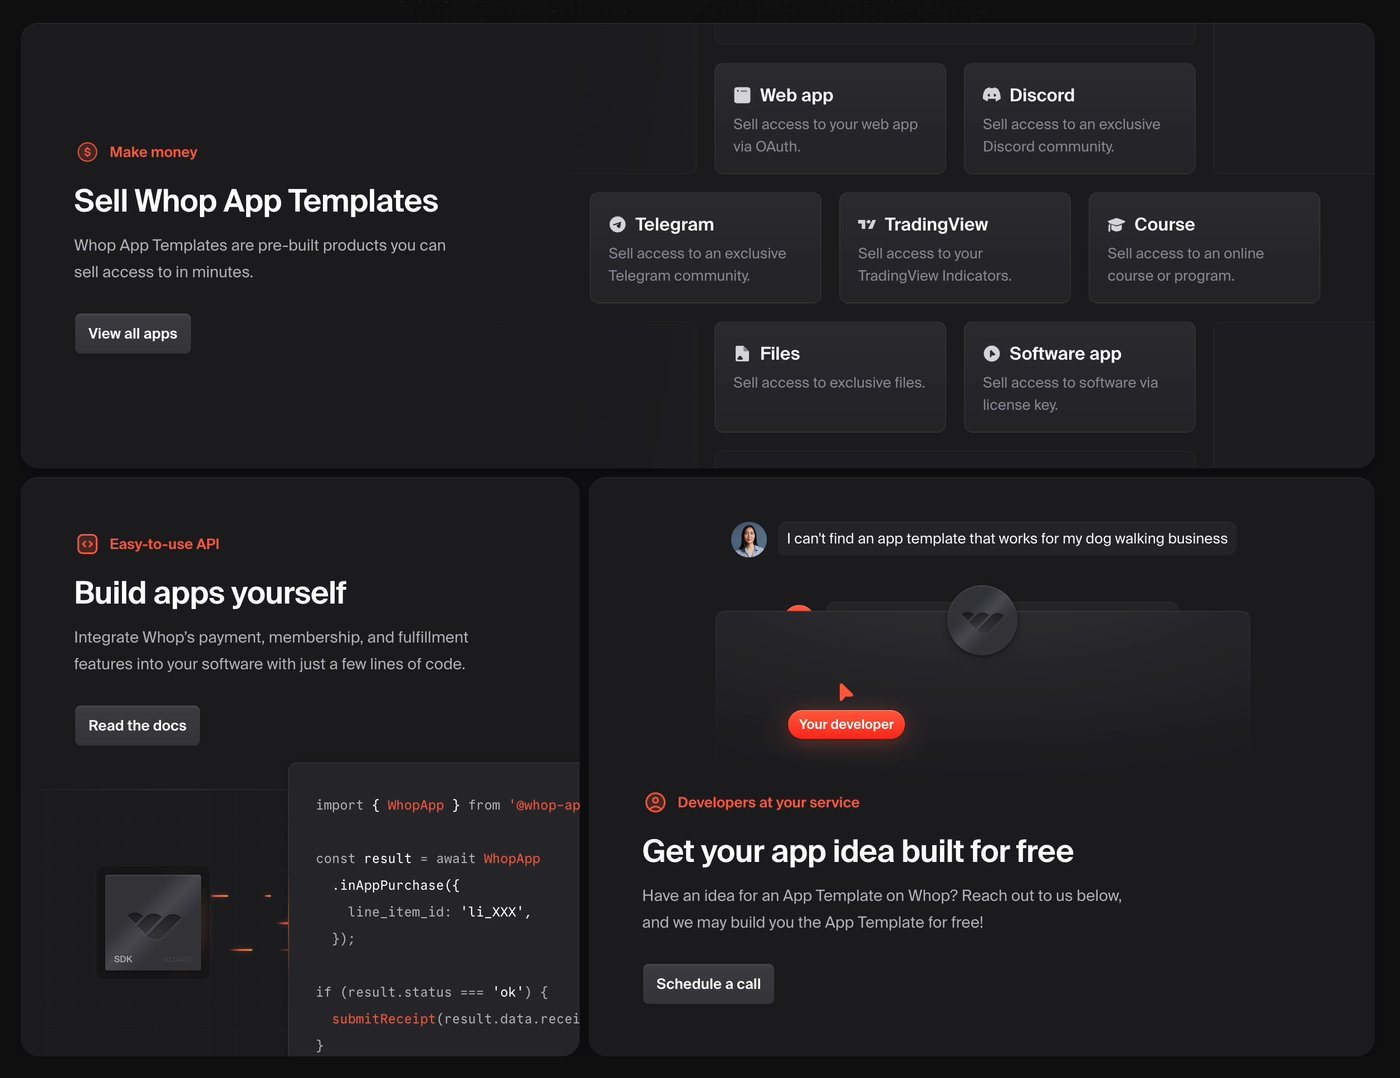 Make money
Sell Whop App Templates
Whop App Templates are pre-built products you can
sell access to in minutes.
View all apps
Web app
Sell access to your web app
via OAuth.
Discord
Sell access to an exclusive
Discord community.
Telegram
Sell access to an exclusive
Telegram community.
TradingView
Sell access to your
TradingView Indicators.
Course
Sell access to an online
course or program.
Files
Sell access to exclusive files.
Software app
Sell access to software via
license key.
Easy-to-use API
Build apps yourself
Integrate Whop's payment, membership, and fulfillment
features into your software with just a few lines of code.
Read the docs
SDK
import { WhopApp } from '@whop-ap
const result = await WhopApp
.inAppPurchase({
line_item_id: 'li_XXX',
});
if (result.status === 'ok') {
submitReceipt(result.data.recei
}
I can't find an app template that works for my dog walking business
Your developer
Developers at your service
Get your app idea built for free
Have an idea for an App Template on Whop? Reach out to us below,
and we may build you the App Template for free!
Schedule a call